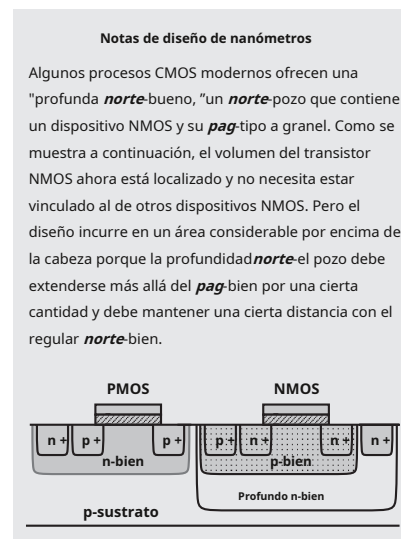 Notas de diseño de nanómetros
Algunos procesos CMOS modernos ofrecen una
"profunda norte-bueno, "un norte-pozo que contiene
un dispositivo NMOS y su pag-tipo a granel. Como se
muestra a continuación, el volumen del transistor
NMOS ahora está localizado y no necesita estar
vinculado al de otros dispositivos NMOS. Pero el
diseño incurre en un área considerable por encima de
la cabeza porque la profundidadnorte-el pozo debe
extenderse más allá del pag-bien por una cierta
cantidad y debe mantener una cierta distancia con el
regular norte-bien.
PMOS NMOS
n + p + p + p + n + n + n +
n-bien p-bien
Profundo n-bien
p-sustrato